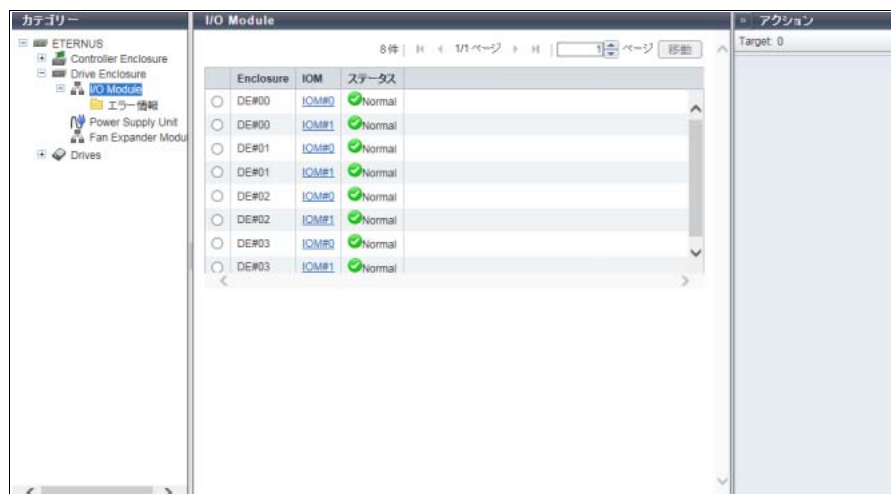 カテゴリー
ETERNUS
Controller Enclosure
Drive Enclosure
I/O Module
エラー情報
Power Supply Unit
Fan Expander Modu
Drives
I/O Module
8件 | 1/1 ページ | 1 ページ 移動
Enclosure IOM ステータス
DE#00 IOM#0 Normal
DE#00 IOM#1 Normal
DE#01 IOM#0 Normal
DE#01 IOM#1 Normal
DE#02 IOM#0 Normal
DE#02 IOM#1 Normal
DE#03 IOM#0 Normal
DE#03 IOM#1 Normal
» アクション
Target: 0